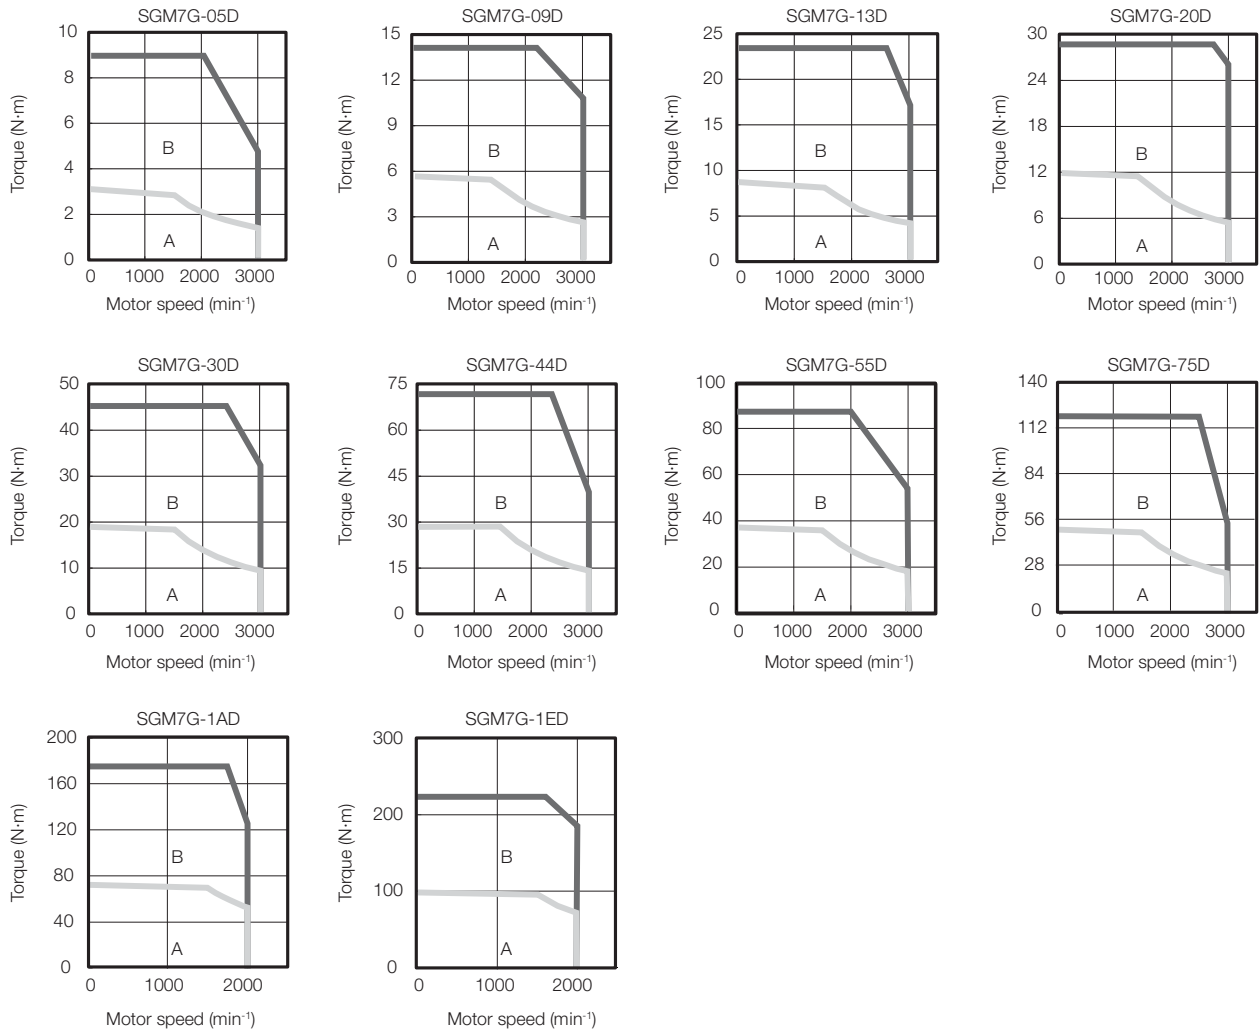 SGM7G-05D
10
8
6
4
2
0
Torque (N·m)
B
A
0 1000 2000 3000
Motor speed (min-1)
SGM7G-09D
15
12
9
6
3
0
Torque (N·m)
B
A
0 1000 2000 3000
Motor speed (min-1)
SGM7G-13D
25
20
15
10
5
0
Torque (N·m)
B
A
0 1000 2000 3000
Motor speed (min-1)
SGM7G-20D
30
24
18
12
6
0
Torque (N·m)
B
A
0 1000 2000 3000
Motor speed (min-1)
SGM7G-30D
50
40
30
20
10
0
Torque (N·m)
B
A
0 1000 2000 3000
Motor speed (min-1)
SGM7G-44D
75
60
45
30
15
0
Torque (N·m)
B
A
0 1000 2000 3000
Motor speed (min-1)
SGM7G-55D
100
80
60
40
20
0
Torque (N·m)
B
A
0 1000 2000 3000
Motor speed (min-1)
SGM7G-75D
140
112
84
56
28
0
Torque (N·m)
B
A
0 1000 2000 3000
Motor speed (min-1)
SGM7G-1AD
200
160
120
80
40
0
Torque (N·m)
B
A
0 1000 2000
Motor speed (min-1)
SGM7G-1ED
300
200
100
0
Torque (N·m)
B
A
0 1000 2000
Motor speed (min-1)